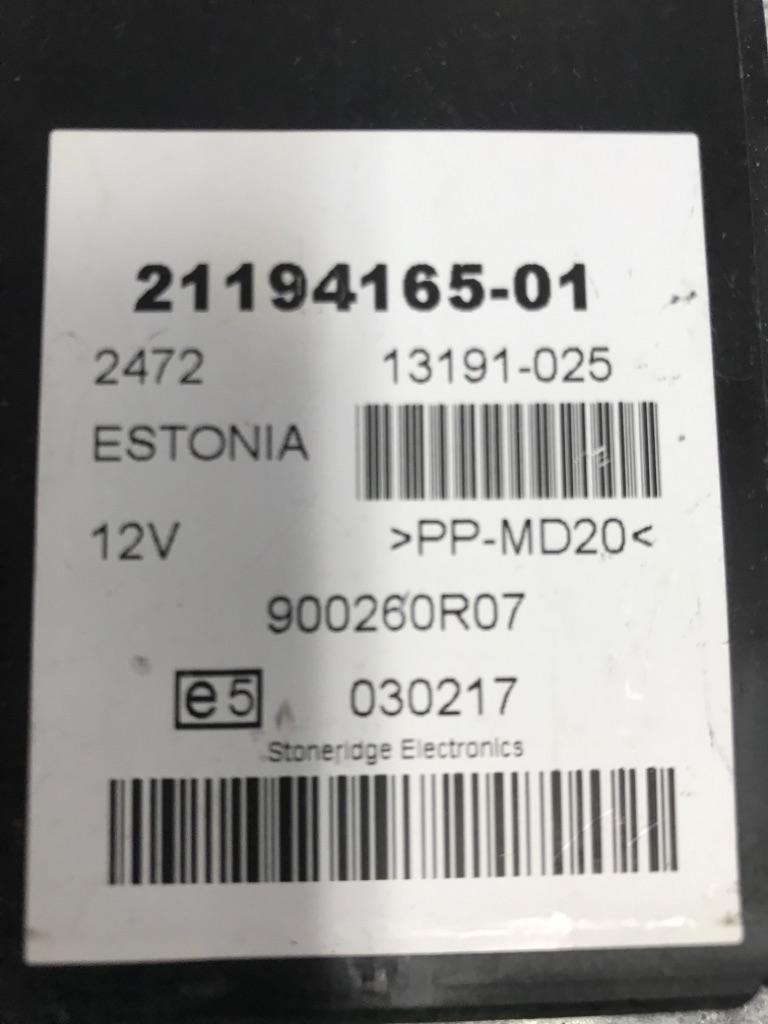 21194165-01
2472 13191-025
ESTONIA
12V >PP-MD20<
900260R07
e5 030217
Stoneridge Electronics